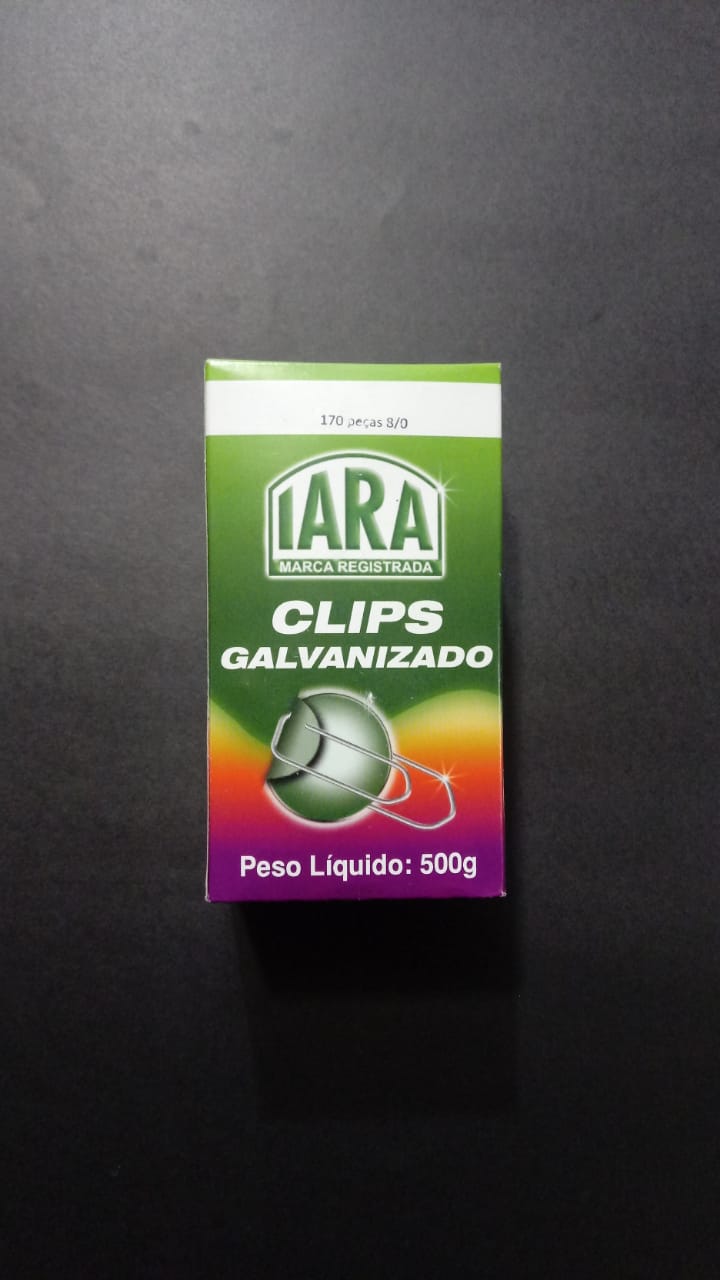 170 peças 8/0
IARA
MARCA REGISTRADA
CLIPS
GALVANIZADO
Peso Líquido: 500g